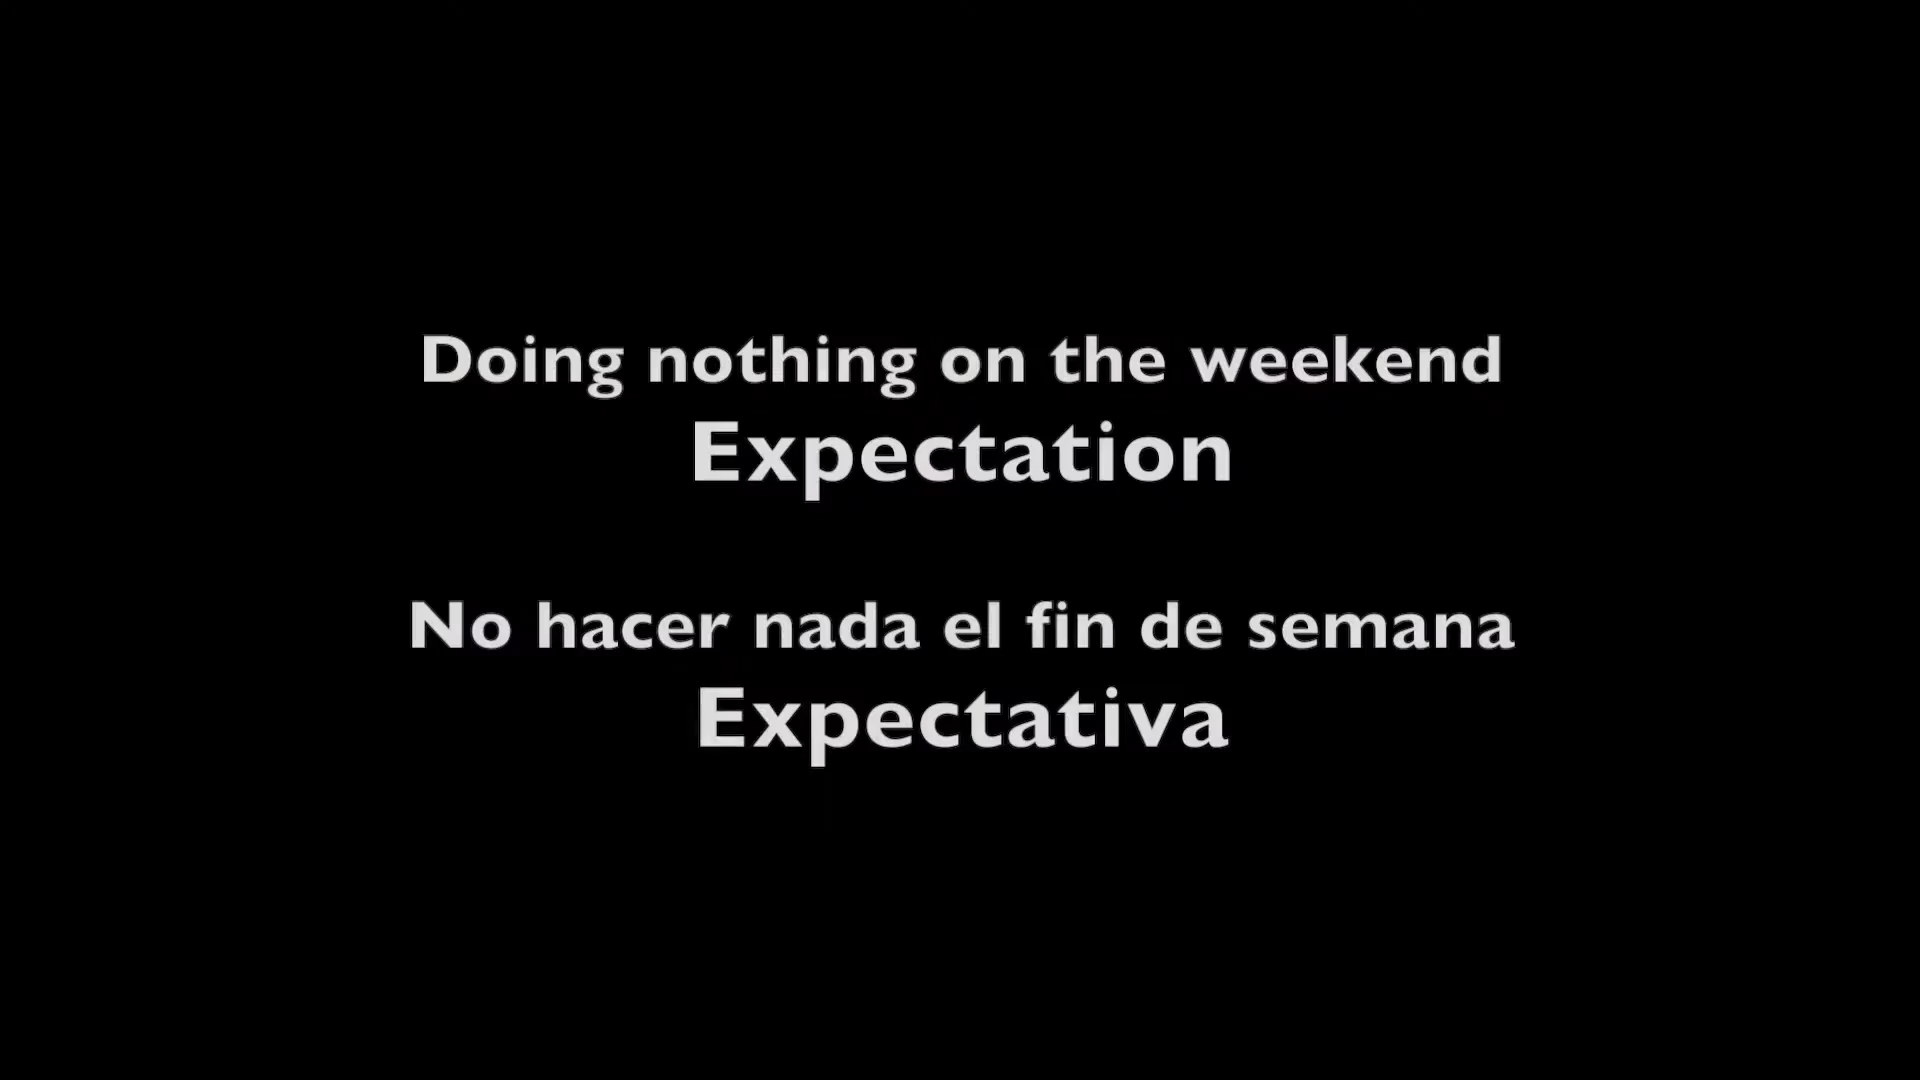 Doing nothing on the weekend
Expectation
No hacer nada el fin de semana
Expectativa